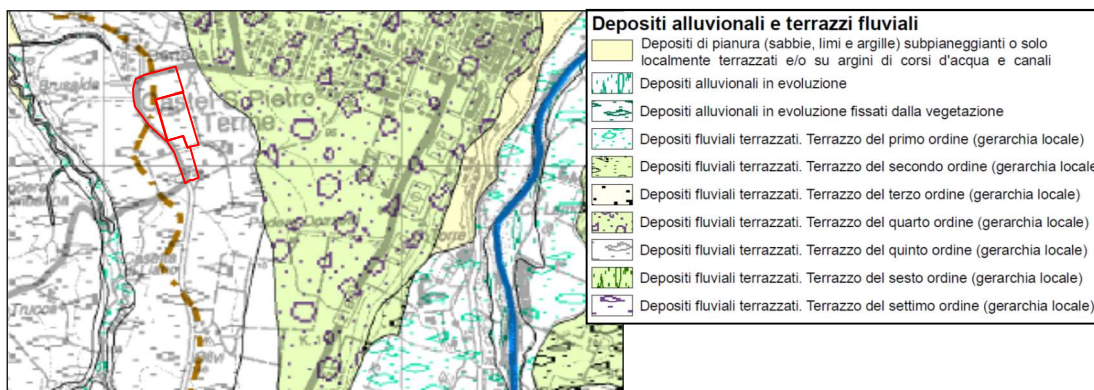 Brusaida
Castel S. Pietro
Terme
96
Casetta
Trucca
K. 1
Depositi alluvionali e terrazzi fluviali
Depositi di pianura (sabbie, limi e argille) subpianeggianti o solo
localmente terrazzati e/o su argini di corsi d'acqua e canali
Depositi alluvionali in evoluzione
Depositi alluvionali in evoluzione fissati dalla vegetazione
Depositi fluviali terrazzati. Terrazzo del primo ordine (gerarchia locale)
Depositi fluviali terrazzati. Terrazzo del secondo ordine (gerarchia locale
Depositi fluviali terrazzati. Terrazzo del terzo ordine (gerarchia locale)
Depositi fluviali terrazzati. Terrazzo del quarto ordine (gerarchia locale)
Depositi fluviali terrazzati. Terrazzo del quinto ordine (gerarchia locale)
Depositi fluviali terrazzati. Terrazzo del sesto ordine (gerarchia locale)
Depositi fluviali terrazzati. Terrazzo del settimo ordine (gerarchia locale)